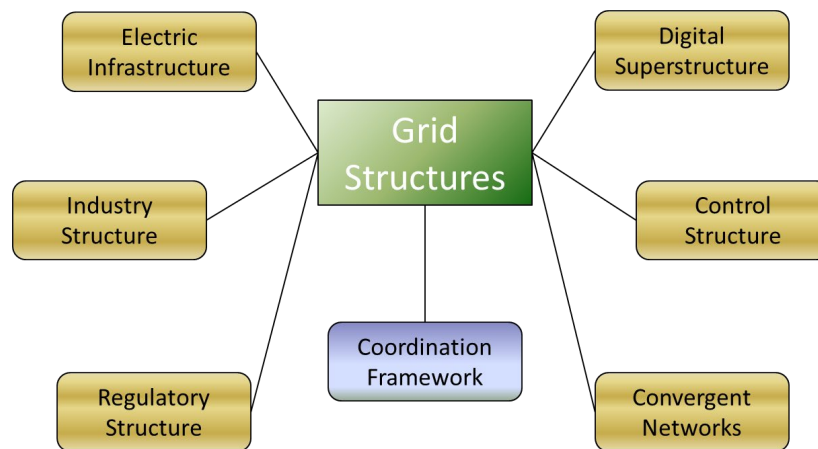 Electric
Infrastructure
Digital
Superstructure
Grid
Structures
Industry
Structure
Control
Structure
Coordination
Framework
Regulatory
Structure
Convergent
Networks